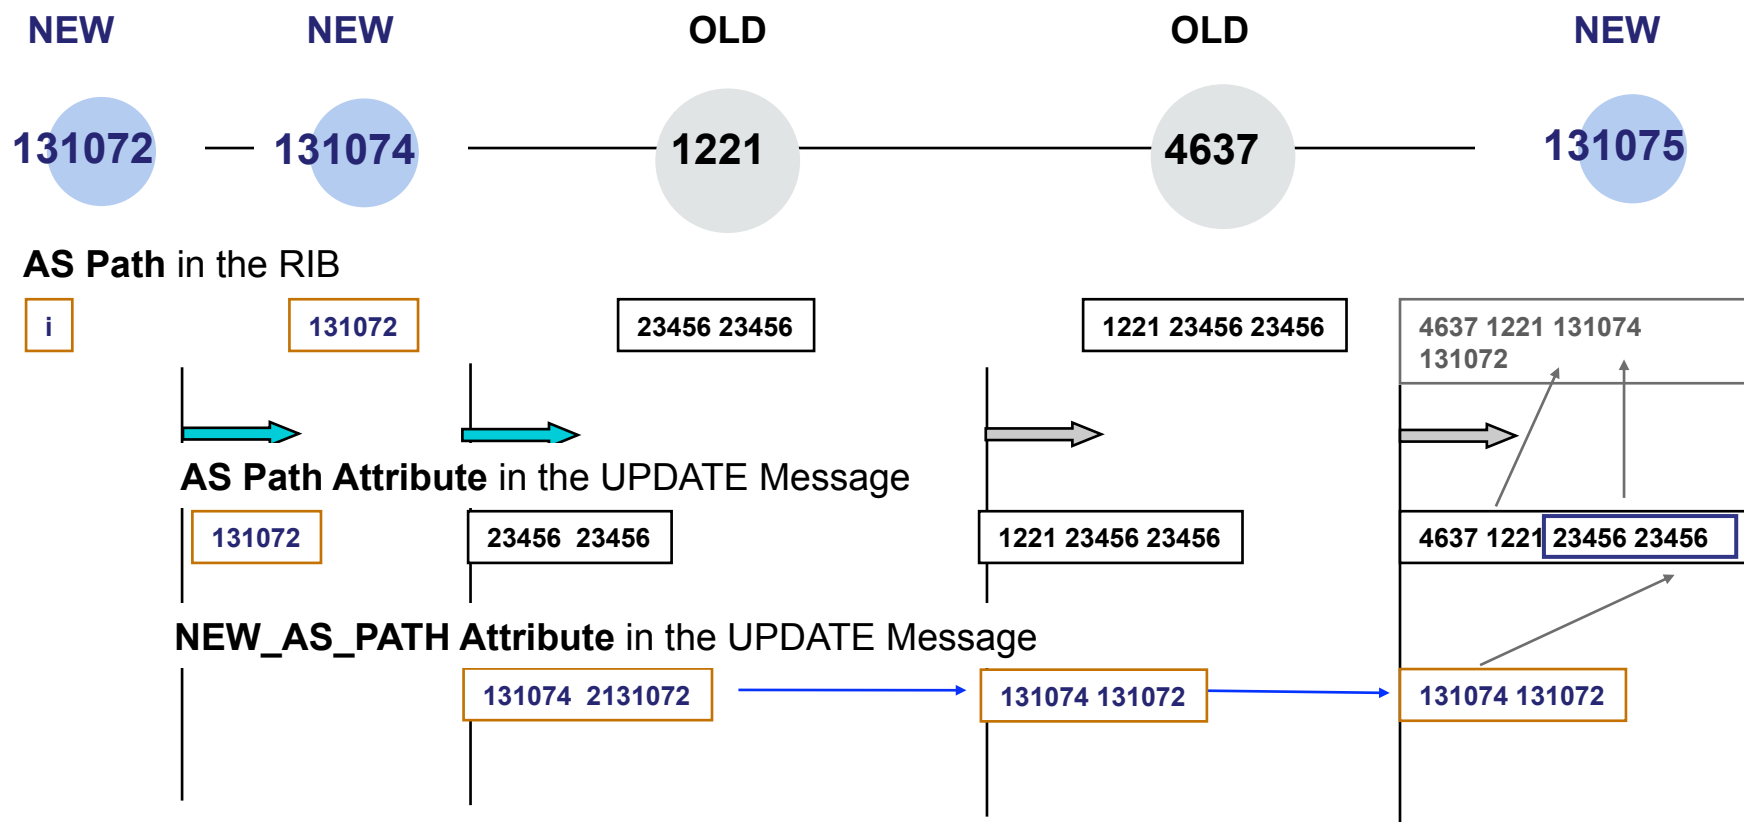 NEW NEW OLD OLD NEW
131072 131074 1221 4637 131075
AS Path in the RIB
i 131072 23456 23456 1221 23456 23456 4637 1221 131074
131072
AS Path Attribute in the UPDATE Message
131072 23456 23456 1221 23456 23456 4637 1221 23456 23456
NEW_AS_PATH Attribute in the UPDATE Message
131074 2131072 131074 131072 131074 131072